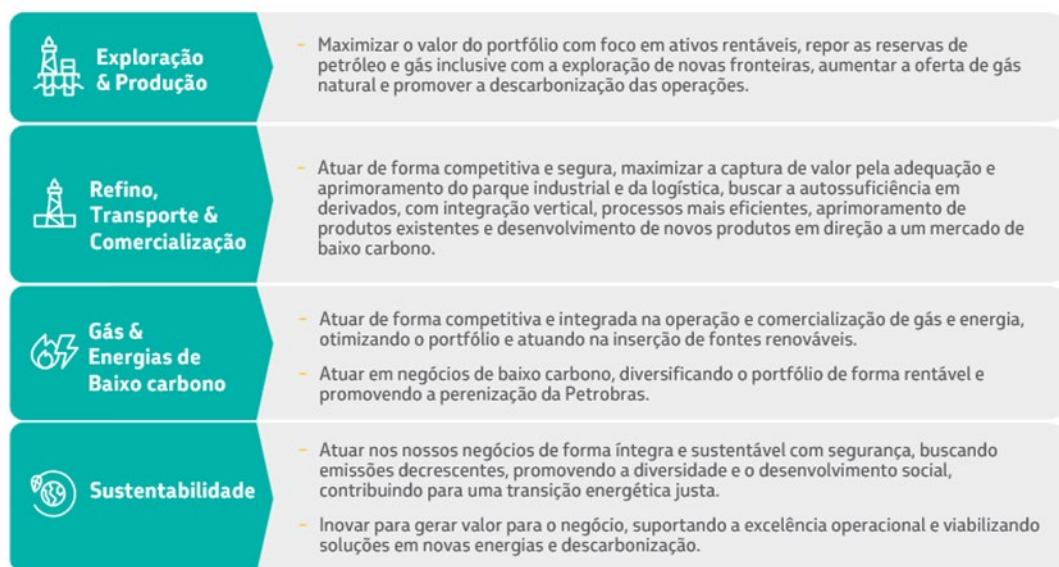 Exploração
& Produção
- Maximizar o valor do portfólio com foco em ativos rentáveis, repor as reservas de
petróleo e gás inclusive com a exploração de novas fronteiras, aumentar a oferta de gás
natural e promover a descarbonização das operações.
Refino,
Transporte &
Comercialização
- Atuar de forma competitiva e segura, maximizar a captura de valor pela adequação e
aprimoramento do parque industrial e da logística, buscar a autossuficiência em
derivados, com integração vertical, processos mais eficientes, aprimoramento de
produtos existentes e desenvolvimento de novos produtos em direção a um mercado de
baixo carbono.
Gás &
Energias de
Baixo carbono
- Atuar de forma competitiva e integrada na operação e comercialização de gás e energia,
otimizando o portfólio e atuando na inserção de fontes renováveis.
- Atuar em negócios de baixo carbono, diversificando o portfólio de forma rentável e
promovendo a perenização da Petrobras.
Sustentabilidade
- Atuar nos nossos negócios de forma íntegra e sustentável com segurança, buscando
emissões decrescentes, promovendo a diversidade e o desenvolvimento social,
contribuindo para uma transição energética justa.
- Inovar para gerar valor para o negócio, suportando a excelência operacional e viabilizando
soluções em novas energias e descarbonização.